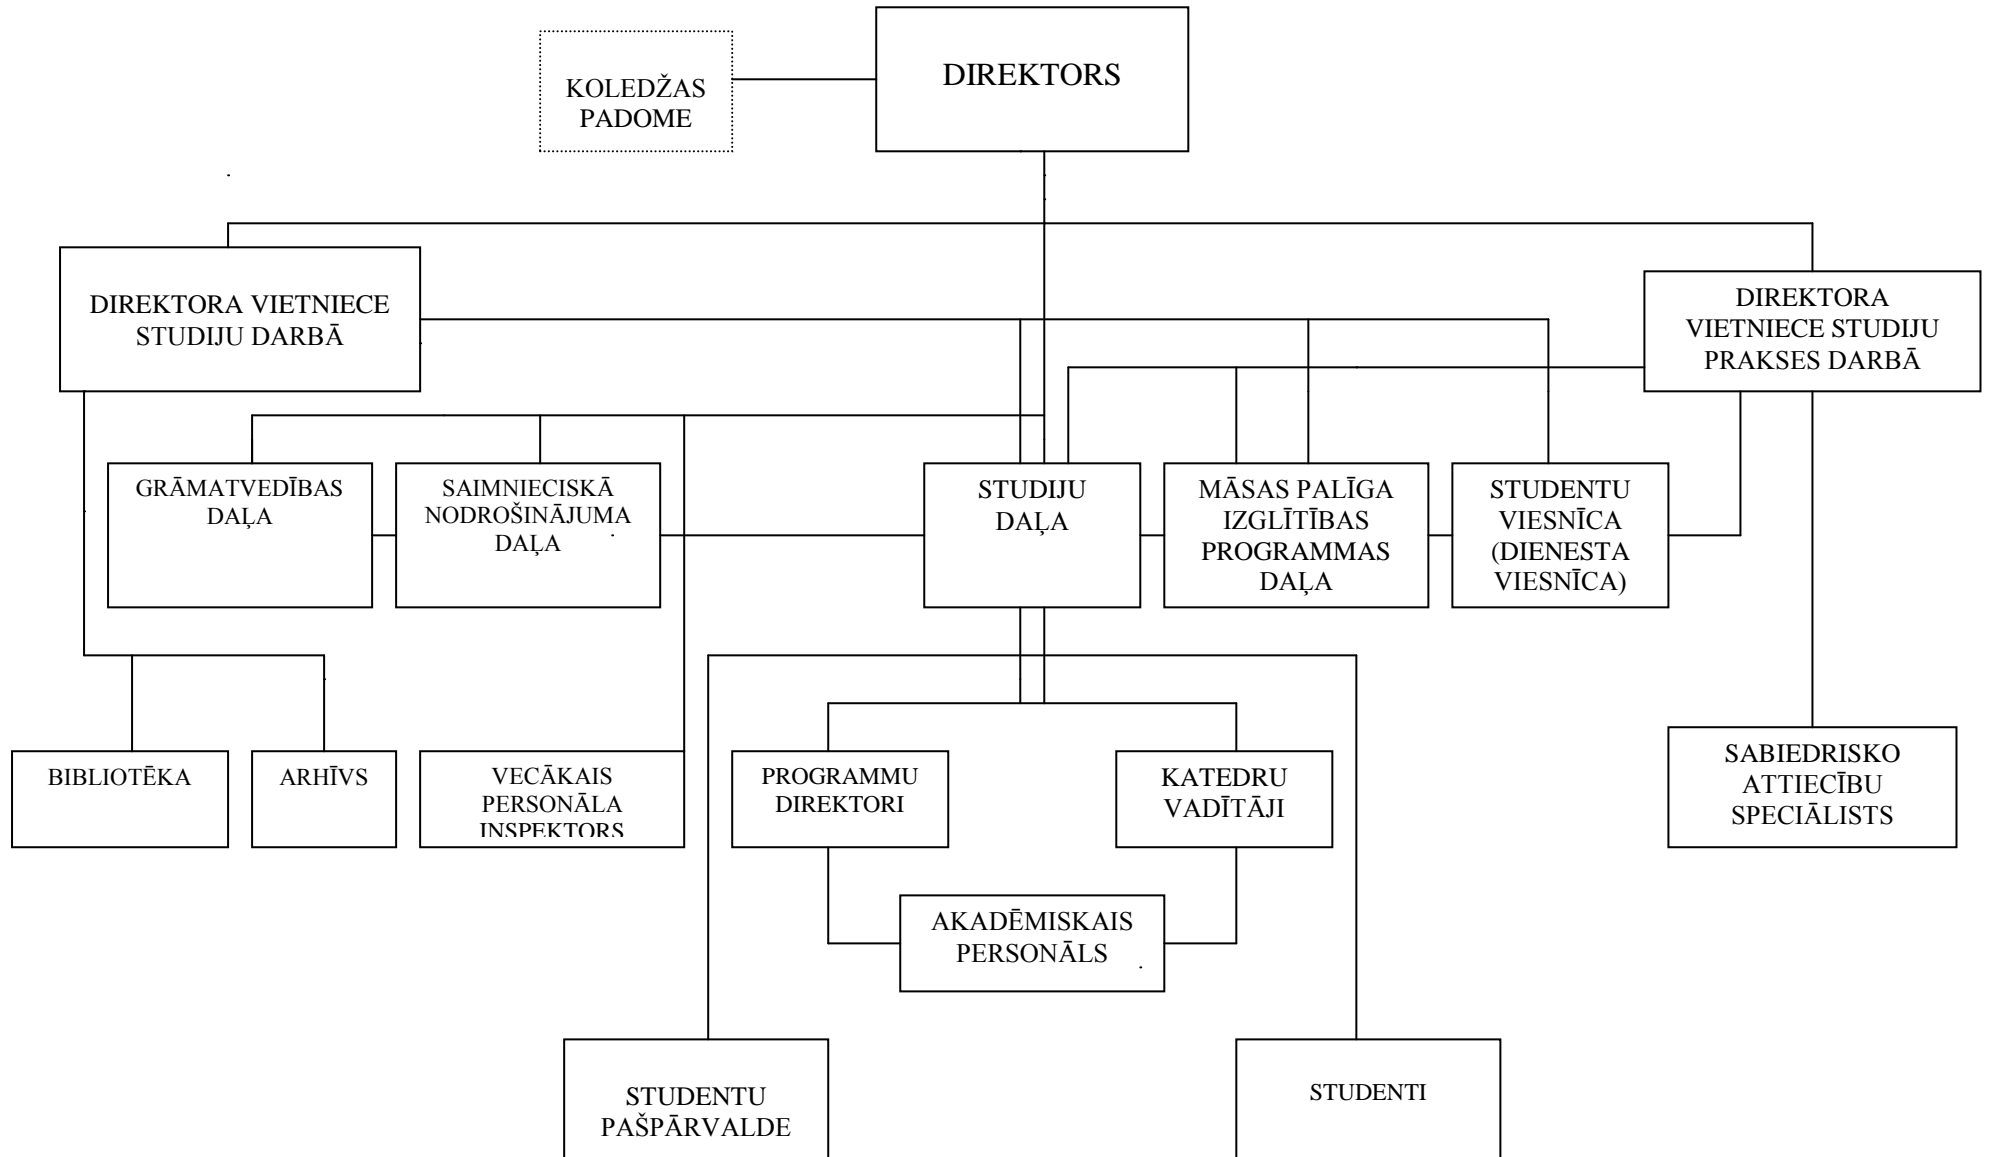 KOLEDŽAS
PADOME
DIREKTORS
DIREKTORA VIETNIECE
STUDIJU DARBĀ
DIREKTORA
VIETNIECE STUDIJU
PRAKSES DARBĀ
GRĀMATVEDĪBAS
DAĻA
SAIMNIECISKĀ
NODROŠINĀJUMA
DAĻA
STUDIJU
DAĻA
MĀSAS PALĪGA
IZGLĪTĪBAS
PROGRAMMAS
DAĻA
STUDENTU
VIESNĪCA
(DIENESTA
VIESNĪCA)
BIBLIOTĒKA
ARHĪVS
VECĀKAIS
PERSONĀLA
INSPEKTORS
PROGRAMMU
DIREKTORI
KATEDRU
VADĪTĀJI
SABIEDRISKO
ATTIECĪBU
SPECIĀLISTS
AKADĒMISKAIS
PERSONĀLS
STUDENTU
PAŠPĀRVALDE
STUDENTI